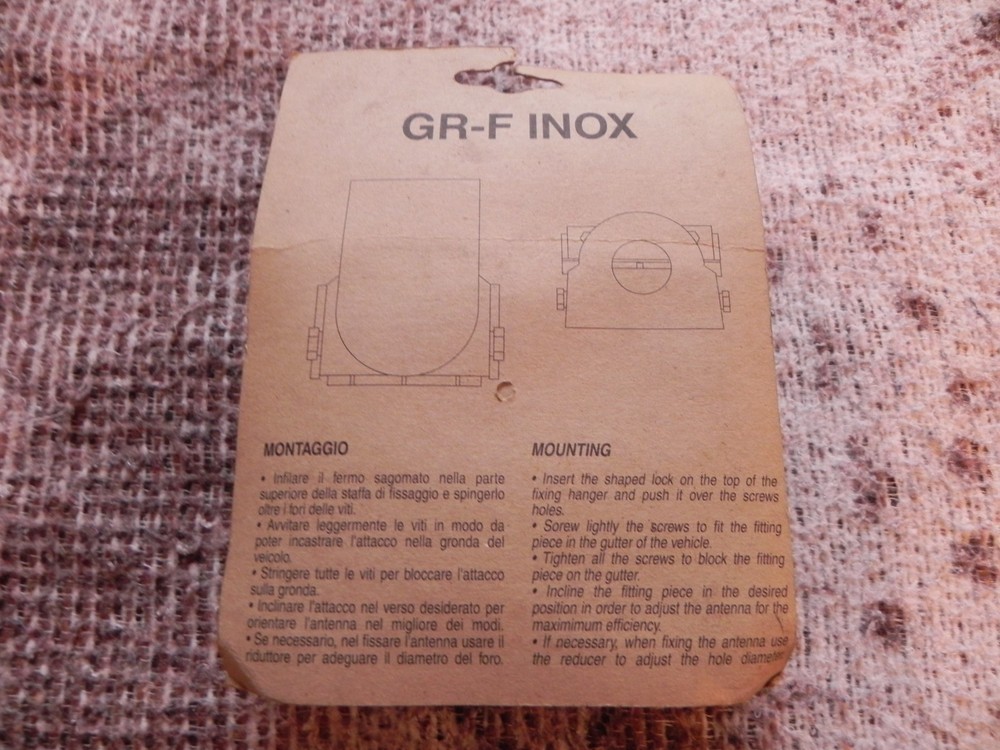 GR-F INOX
MONTAGGIO
• Infilare il fermo sagomato nella parte
superiore della staffa di fissaggio e spingerlo
oltre i fori delle viti.
• Avvitare leggermente le viti in modo da
poter incastrare l'attacco nella gronda del
veicolo.
• Stringere tutte le viti per bloccare l'attacco
sulla gronda.
• Inclinare l'attacco nel verso desiderato per
orientare l'antenna nel migliore dei modi.
• Se necessario, nel fissare l'antenna usare il
riduttore per adeguare il diametro del foro.
MOUNTING
• Insert the shaped lock on the top of the
fixing hanger and push it over the screws
holes.
• Sorew lightly the screws to fit the fitting
piece in the gutter of the vehicle.
• Tighten all the screws to block the fitting
piece on the gutter.
• Incline the fitting piece in the desired
position in order to adjust the antenna for the
maximimum efficiency.
• If necessary, when fixing the antenna use
the reducer to adjust the hole diameter.